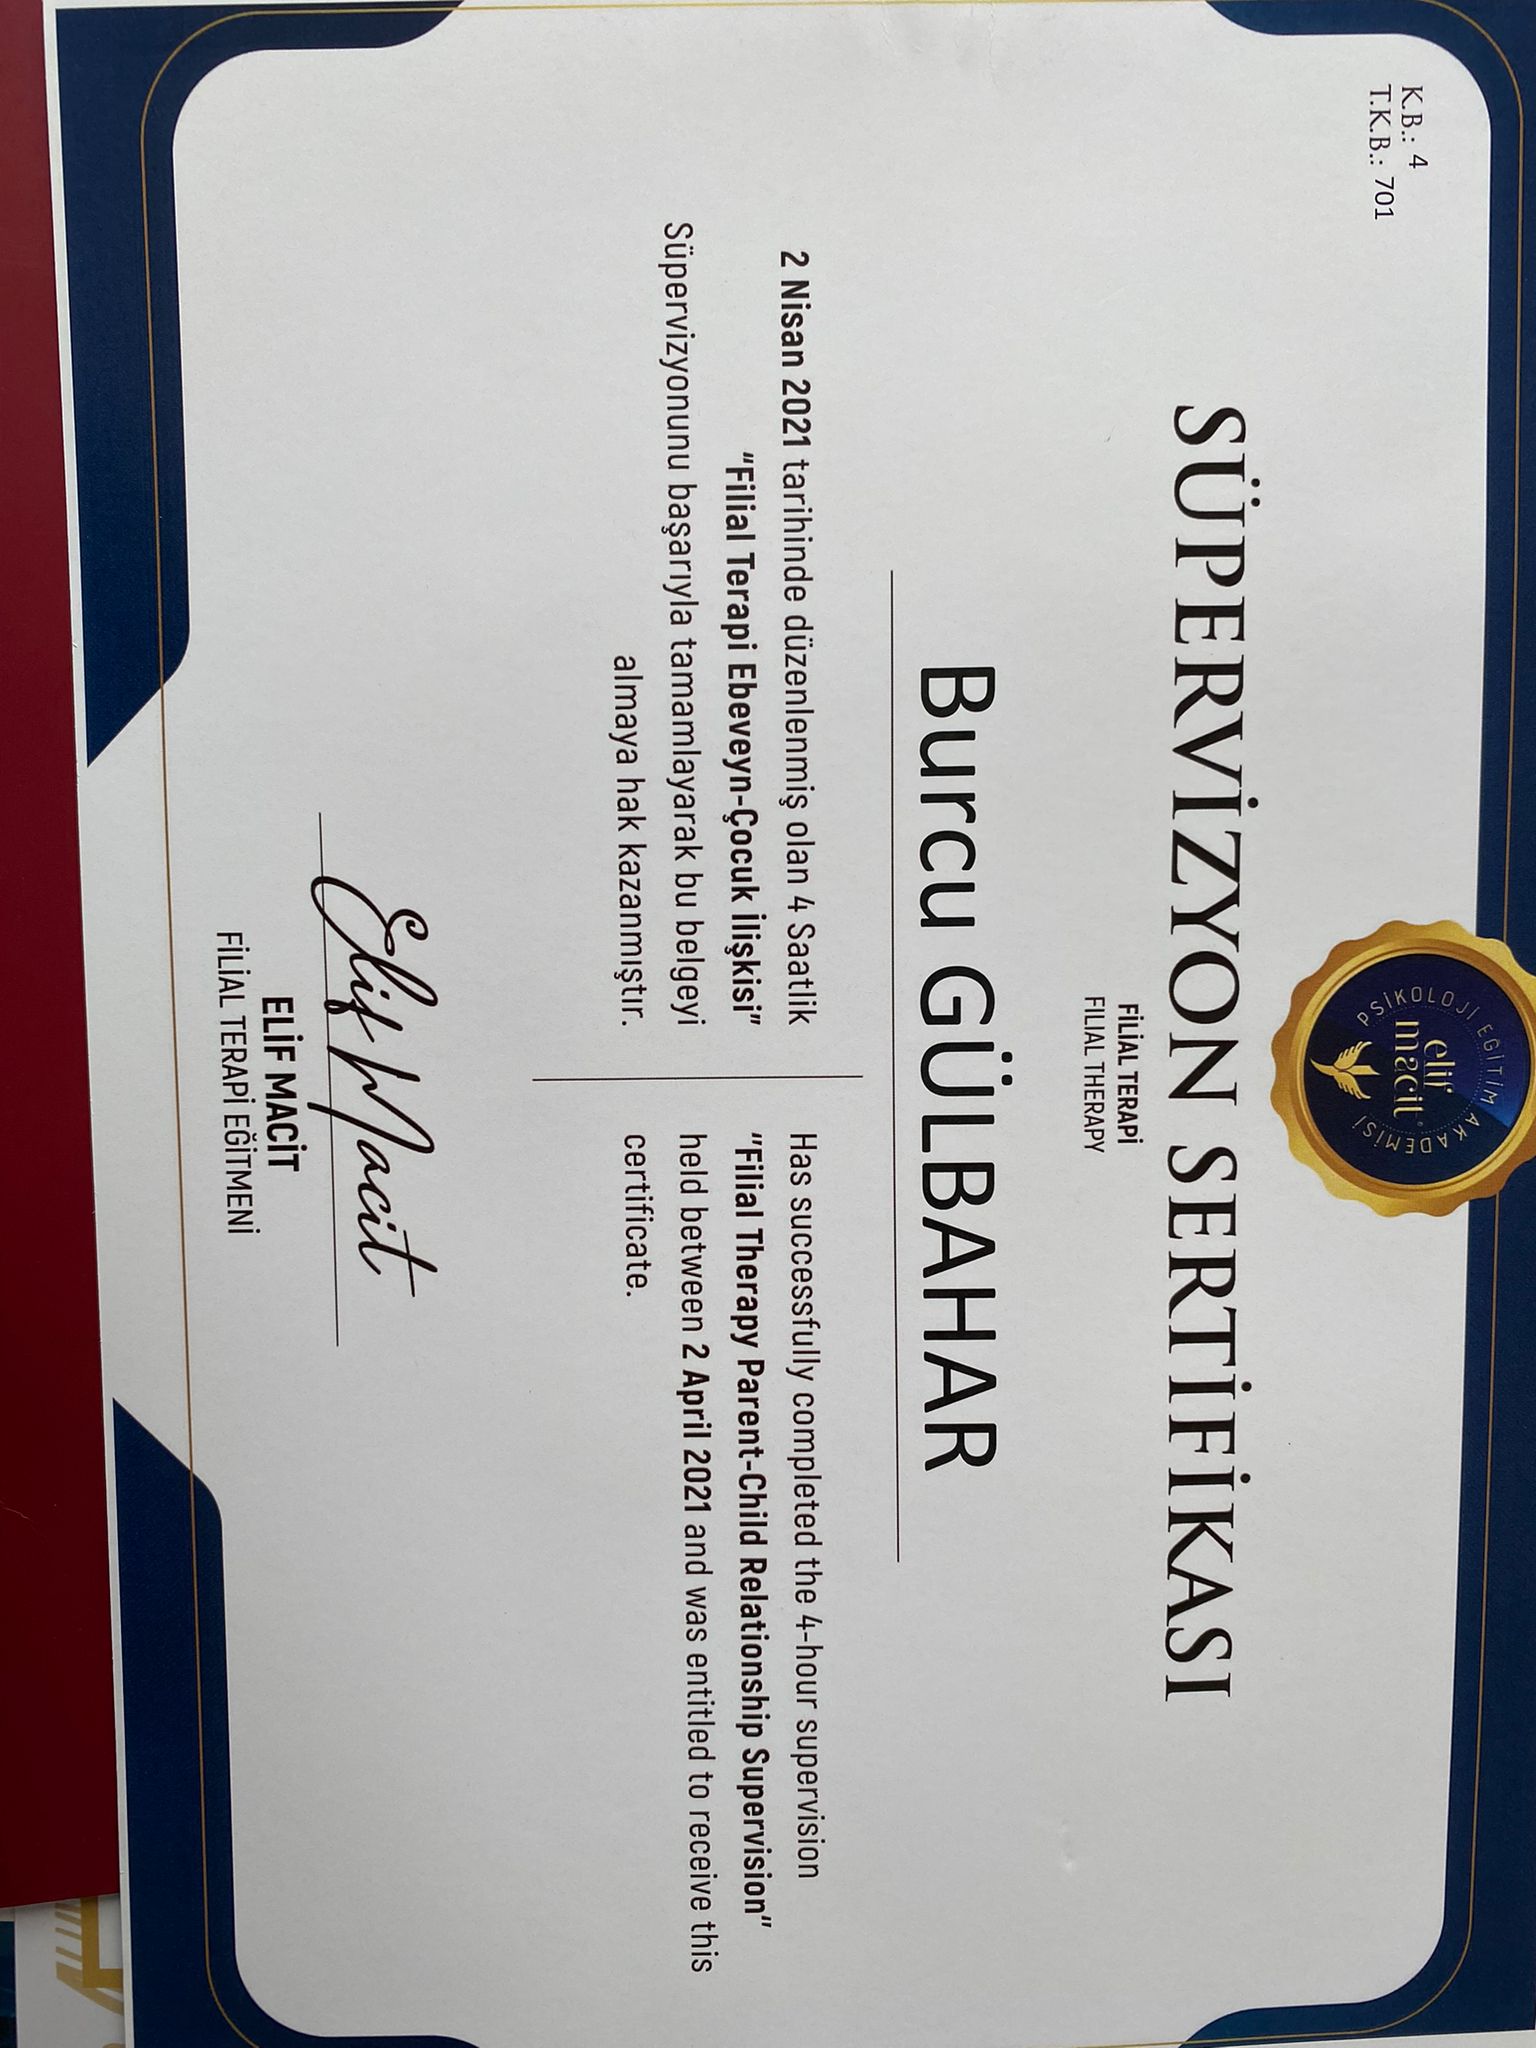 K.B.: 4
T.K.B.: 701
PSİKOLOJİ EĞİTİM AKADEMİSİ
elif
macit
SÜPERVİZYON SERTİFİKASI
FİLİAL TERAPİ
FILIAL THERAPY
Burcu GÜLBAHAR
2 Nisan 2021 tarihinde düzenlenmiş olan 4 Saatlik
"Filial Terapi Ebeveyn-Çocuk İlişkisi"
Süpervizyonunu başarıyla tamamlayarak bu belgeyi
almaya hak kazanmıştır.
Has successfully completed the 4-hour supervision
"Filial Therapy Parent-Child Relationship Supervision"
held between 2 April 2021 and was entitled to receive this
certificate.
Elif Macit
ELİF MACİT
FİLİAL TERAPİ EĞİTMENİ